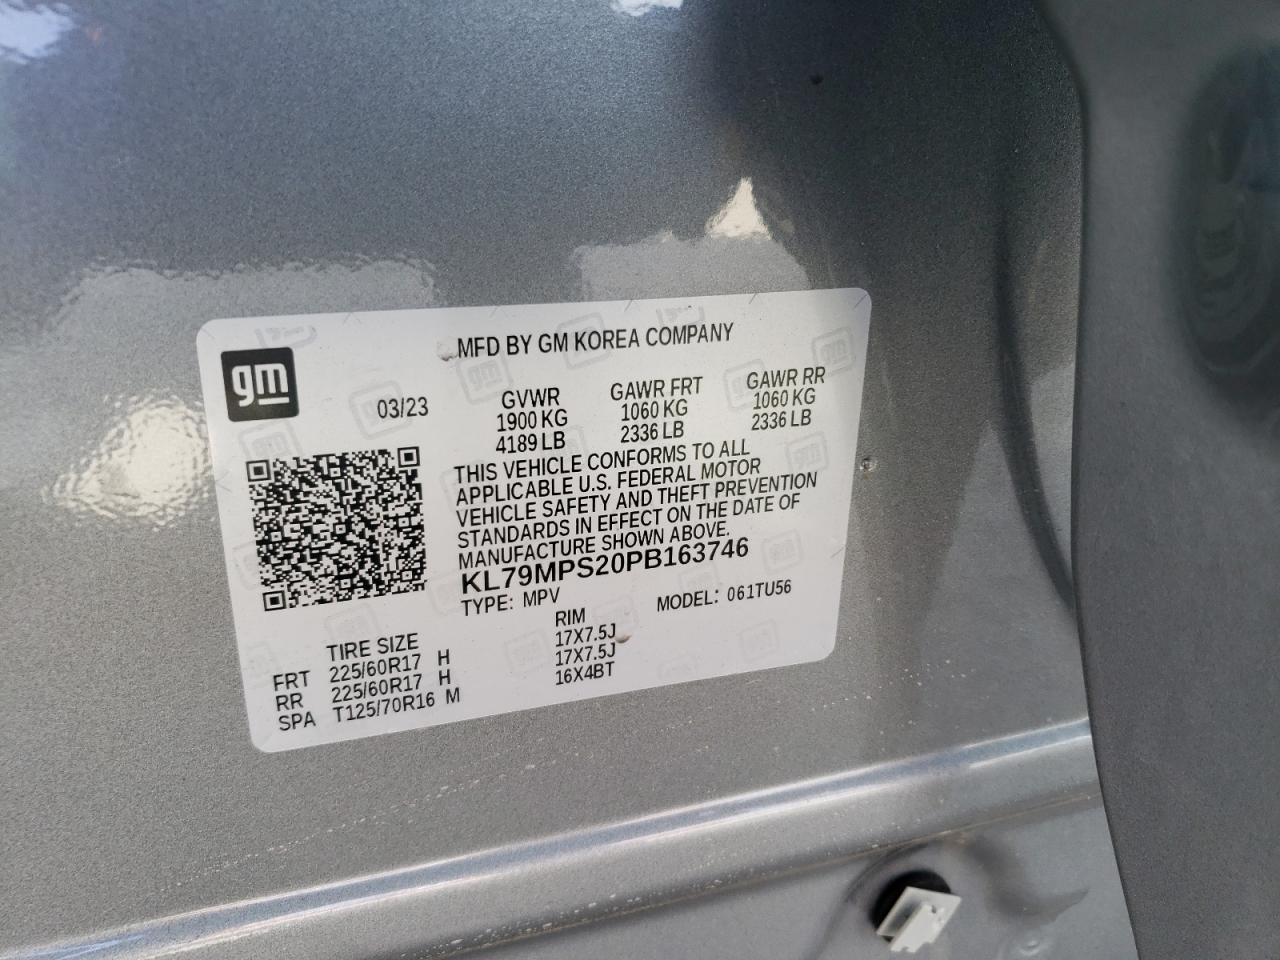 gm
MFD BY GM KOREA COMPANY
03/23
GVWR
1900 KG
4189 LB
GAWR FRT
1060 KG
2336 LB
GAWR RR
1060 KG
2336 LB
THIS VEHICLE CONFORMS TO ALL
APPLICABLE U.S. FEDERAL MOTOR
VEHICLE SAFETY AND THEFT PREVENTION
STANDARDS IN EFFECT ON THE DATE OF
MANUFACTURE SHOWN ABOVE.
KL79MPS20PB163746
TYPE: MPV MODEL: 061TU56
TIRE SIZE RIM
FRT 225/60R17 H 17X7.5J
RR 225/60R17 H 17X7.5J
SPA T125/70R16 M 16X4BT